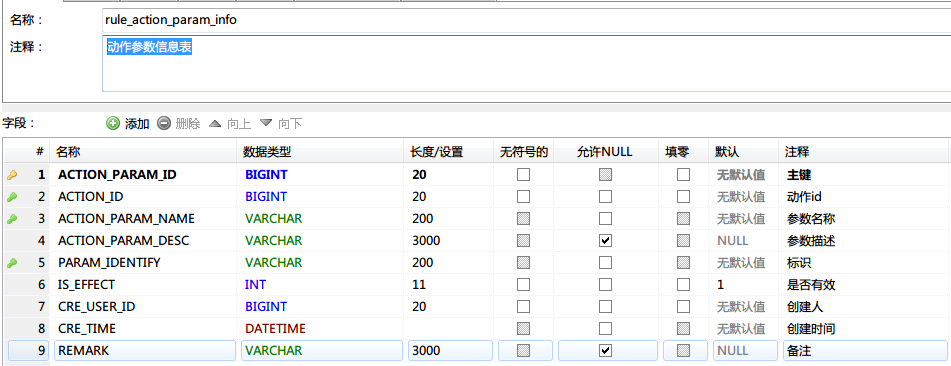 名称： rule_action_param_info
注释： 动作参数信息表
字段： 添加 删除 向上 向下
# 名称 数据类型 长度/设置 无符号的 允许NULL 填零 默认 注释
1 ACTION_PARAM_ID BIGINT 20 无默认值 主键
2 ACTION_ID BIGINT 20 无默认值 动作id
3 ACTION_PARAM_NAME VARCHAR 200 无默认值 参数名称
4 ACTION_PARAM_DESC VARCHAR 3000 NULL 参数描述
5 PARAM_IDENTIFY VARCHAR 200 无默认值 标识
6 IS_EFFECT INT 11 1 是否有效
7 CRE_USER_ID BIGINT 20 无默认值 创建人
8 CRE_TIME DATETIME 无默认值 创建时间
9 REMARK VARCHAR 3000 NULL 备注